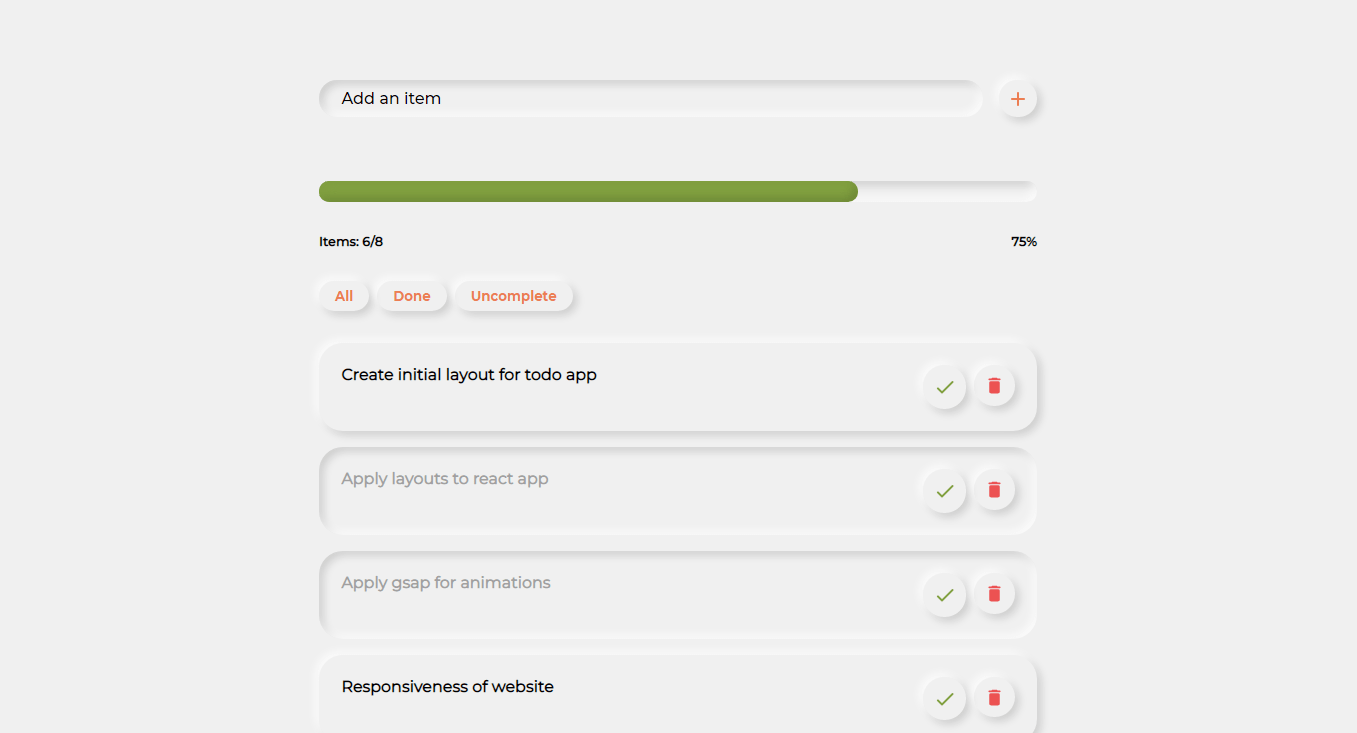 Add an item
Items: 6/8 75%
All Done Uncomplete
Create initial layout for todo app
Apply layouts to react app
Apply gsap for animations
Responsiveness of website